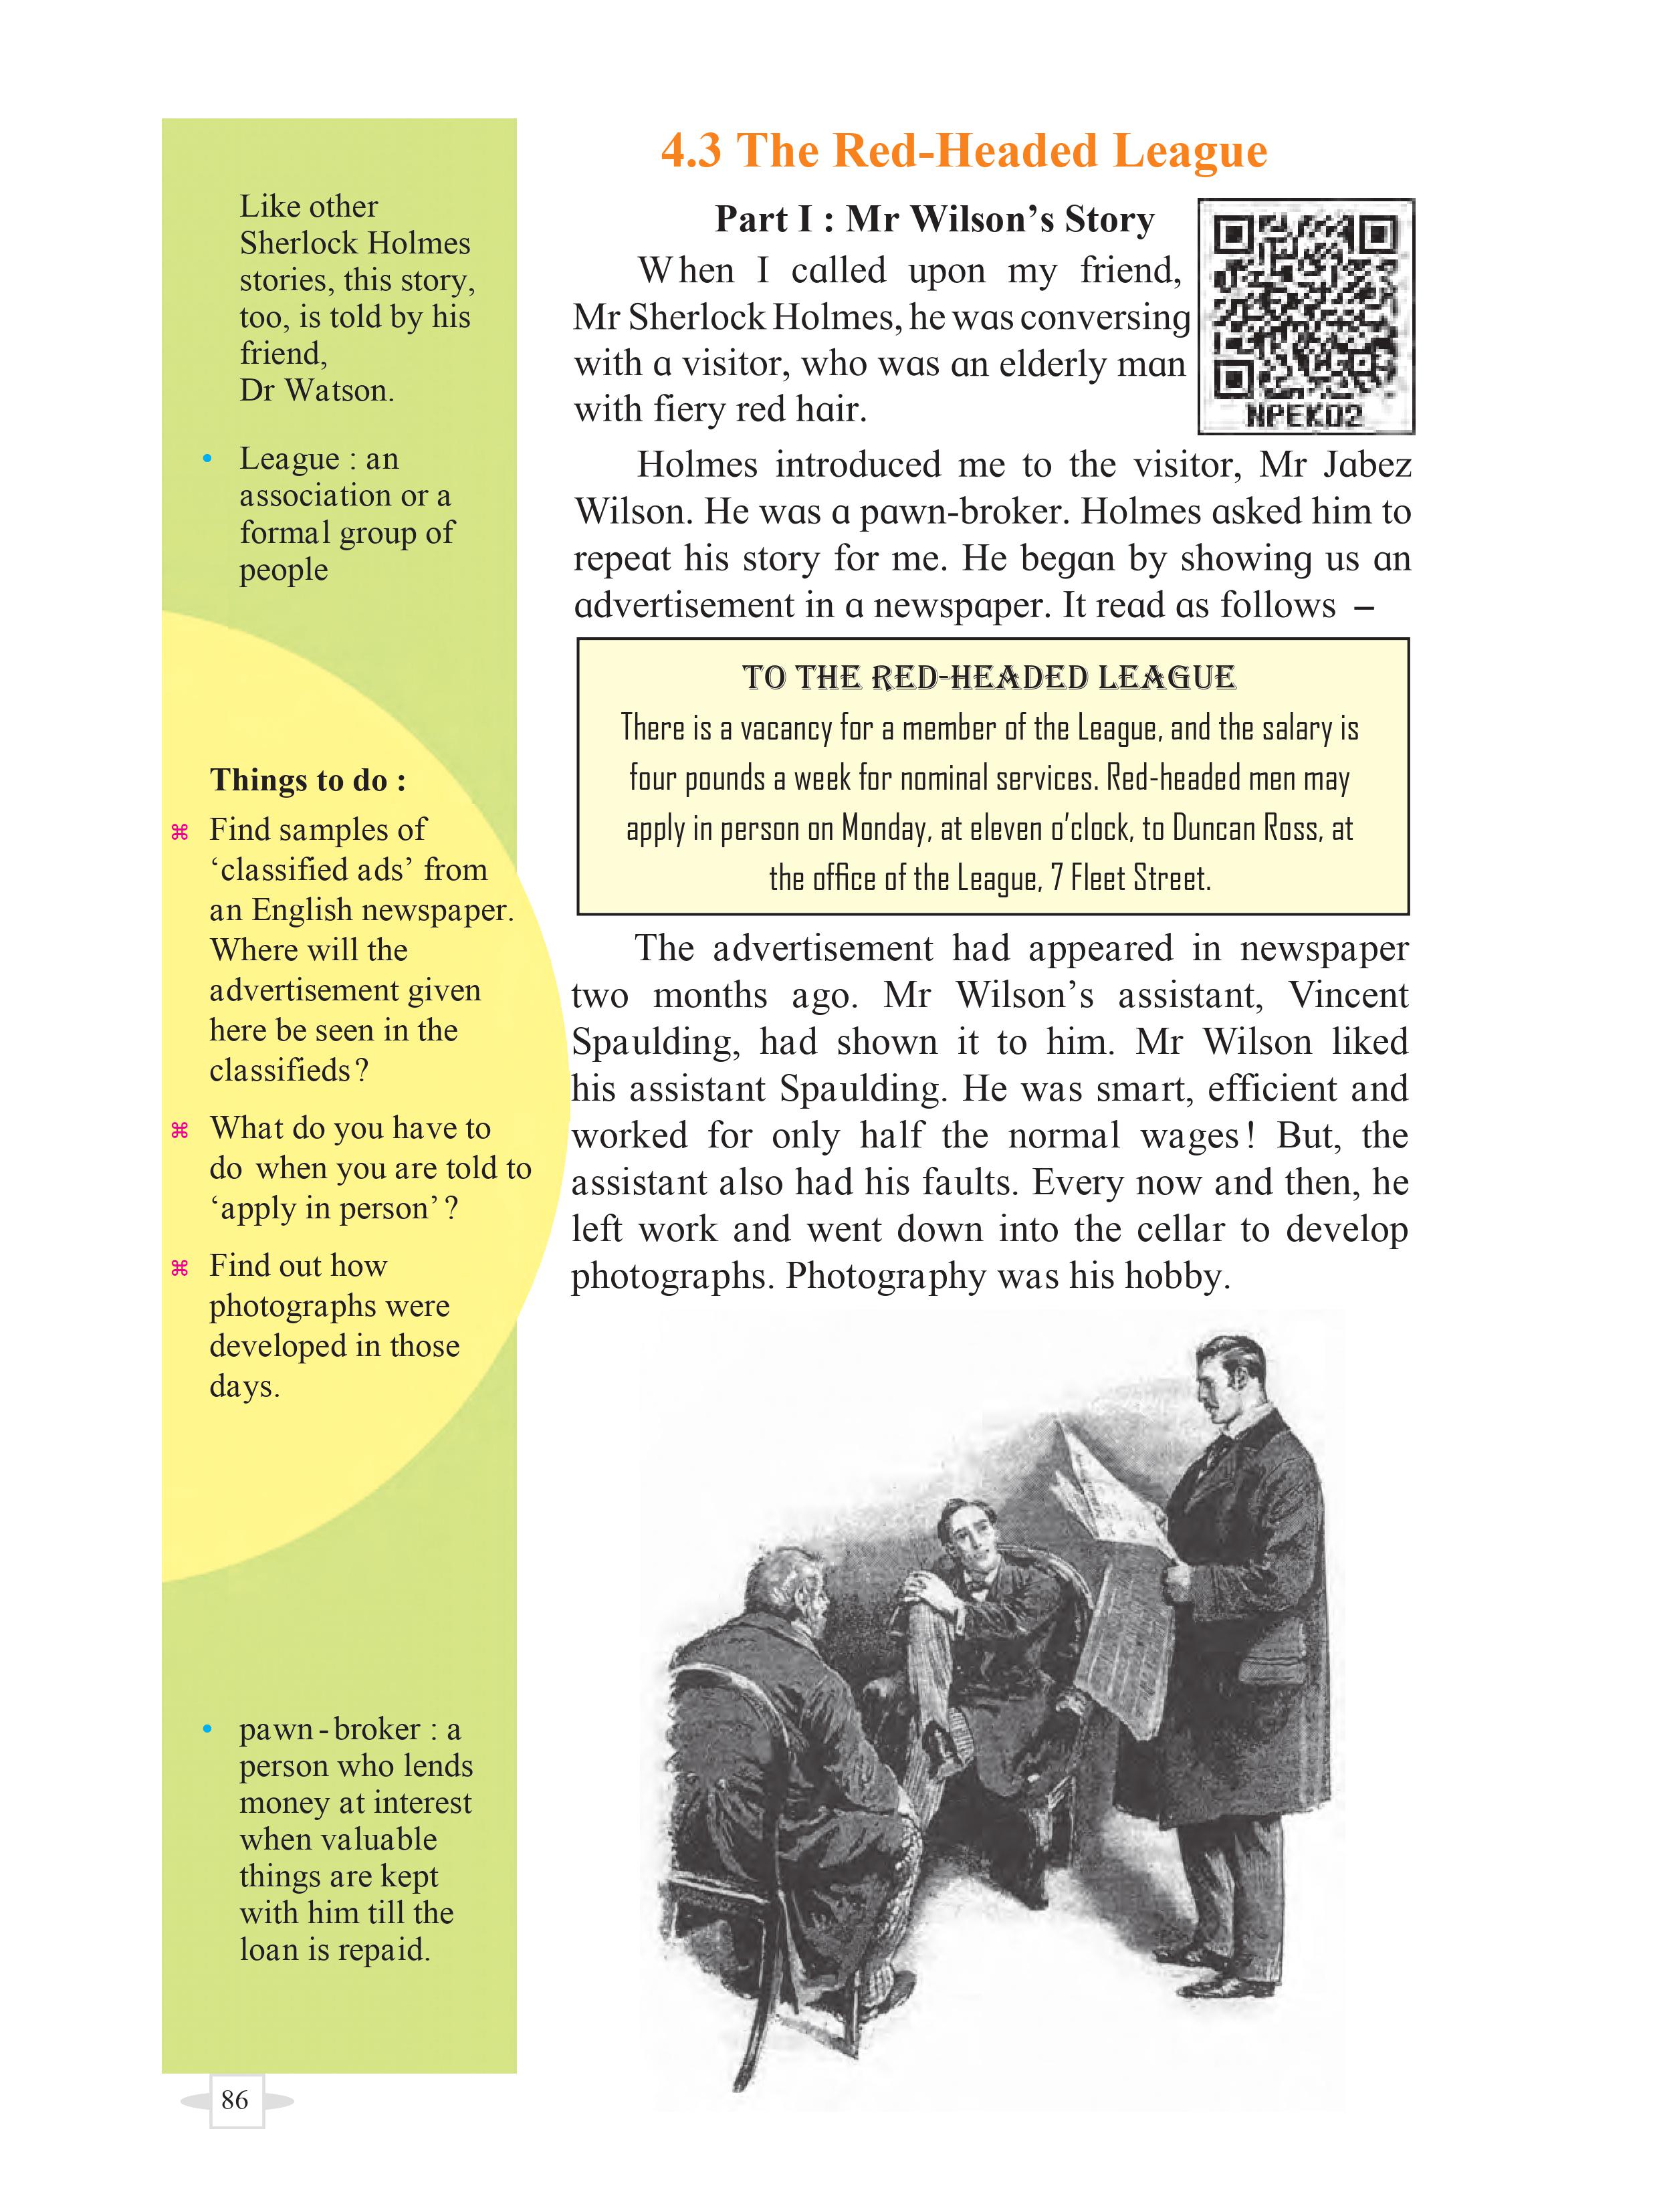 4.3 The Red-Headed League
Part I : Mr Wilson's Story
When I called upon my friend,
Mr Sherlock Holmes, he was conversing
with a visitor, who was an elderly man
with fiery red hair.
NPEK02
Holmes introduced me to the visitor, Mr Jabez
Wilson. He was a pawn-broker. Holmes asked him to
repeat his story for me. He began by showing us an
advertisement in a newspaper. It read as follows –
TO THE RED-HEADED LEAGUE
There is a vacancy for a member of the League, and the salary is
four pounds a week for nominal services. Red-headed men may
apply in person on Monday, at eleven o'clock, to Duncan Ross, at
the office of the League, 7 Fleet Street.
The advertisement had appeared in newspaper
two months ago. Mr Wilson's assistant, Vincent
Spaulding, had shown it to him. Mr Wilson liked
his assistant Spaulding. He was smart, efficient and
worked for only half the normal wages! But, the
assistant also had his faults. Every now and then, he
left work and went down into the cellar to develop
photographs. Photography was his hobby.
Like other
Sherlock Holmes
stories, this story,
too, is told by his
friend,
Dr Watson.
• League : an
association or a
formal group of
people
Things to do :
⌘ Find samples of
‘classified ads’ from
an English newspaper.
Where will the
advertisement given
here be seen in the
classifieds?
⌘ What do you have to
do when you are told to
‘apply in person’?
⌘ Find out how
photographs were
developed in those
days.
• pawn-broker : a
person who lends
money at interest
when valuable
things are kept
with him till the
loan is repaid.
86